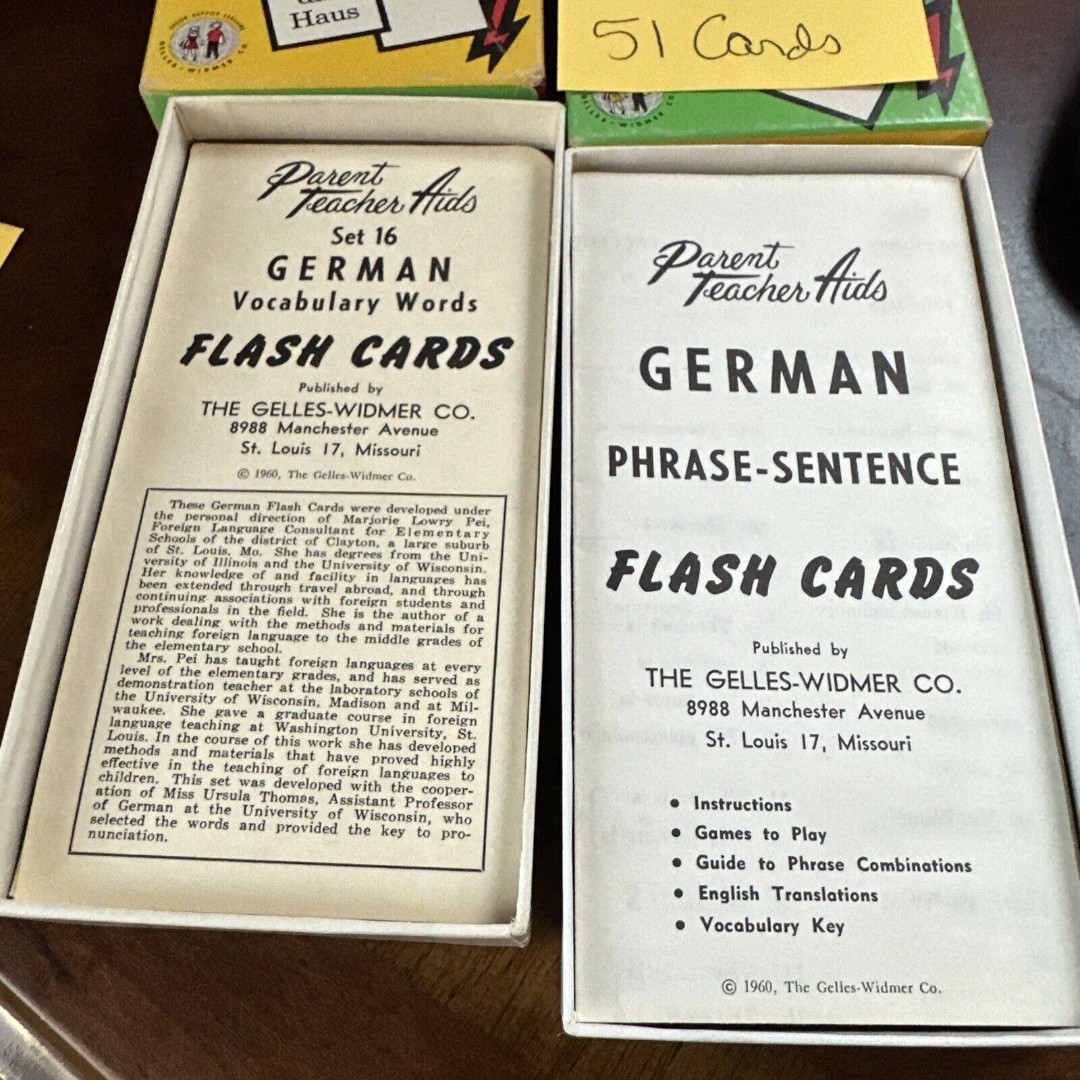 Haus
GELLES-WIDMER CO.
51 Cards
GELLES-WIDMER CO.
Parent
Teacher Aids
Set 16
GERMAN
Vocabulary Words
FLASH CARDS
Published by
THE GELLES-WIDMER CO.
8988 Manchester Avenue
St. Louis 17, Missouri
© 1960, The Gelles-Widmer Co.
These German Flash Cards were developed under
the personal direction of Marjorie Lowry Pei,
Foreign Language Consultant for Elementary
Schools of the district of Clayton, a large suburb
of St. Louis, Mo. She has degrees from the Uni-
versity of Illinois and the University of Wisconsin.
Her knowledge of and facility in languages has
been extended through travel abroad, and through
continuing associations with foreign students and
professionals in the field. She is the author of a
work dealing with the methods and materials for
teaching foreign language to the middle grades of
the elementary school.
Mrs. Pei has taught foreign languages at every
level of the elementary grades, and has served as
demonstration teacher at the laboratory schools of
the University of Wisconsin, Madison and at Mil-
waukee. She gave a graduate course in foreign
language teaching at Washington University, St.
Louis. In the course of this work she has developed
methods and materials that have proved highly
effective in the teaching of foreign languages to
children. This set was developed with the cooper-
ation of Miss Ursula Thomas, Assistant Professor
of German at the University of Wisconsin, who
selected the words and provided the key to pro-
nunciation.
Parent
Teacher Aids
GERMAN
PHRASE-SENTENCE
FLASH CARDS
Published by
THE GELLES-WIDMER CO.
8988 Manchester Avenue
St. Louis 17, Missouri
• Instructions
• Games to Play
• Guide to Phrase Combinations
• English Translations
• Vocabulary Key
© 1960, The Gelles-Widmer Co.